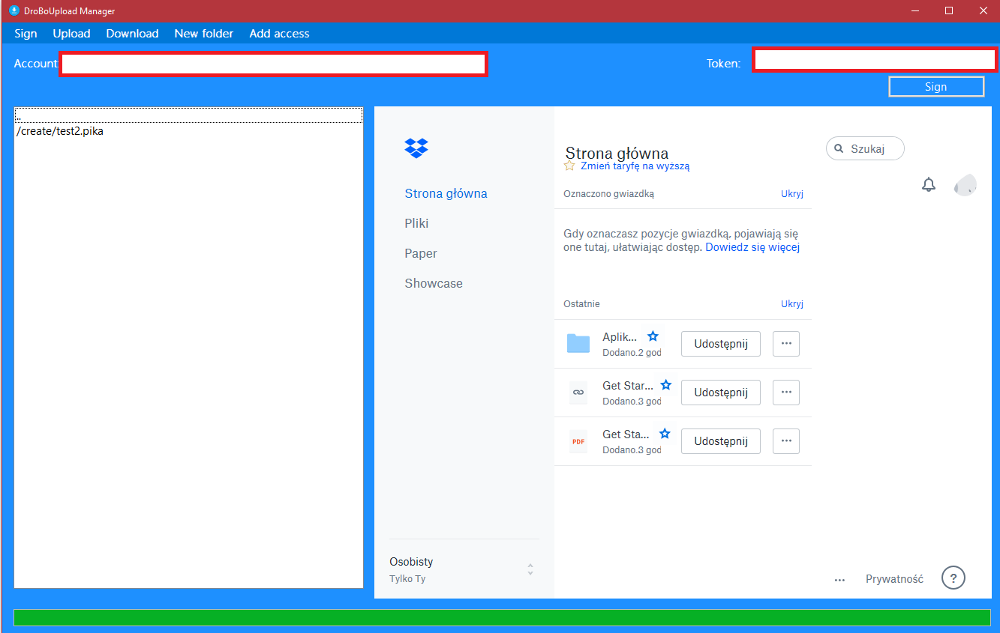 DroBoUpload Manager
Sign Upload Download New folder Add access
Account:
Token:
Sign
..
/create/test2.pika
Strona główna
Pliki
Paper
Showcase
Osobisty
Tylko Ty
Strona główna
Zmień taryfę na wyższą
Szukaj
Oznaczono gwiazdką Ukryj
Gdy oznaczasz pozycje gwiazdką, pojawiają się
one tutaj, ułatwiając dostęp. Dowiedz się więcej
Ostatnie Ukryj
Aplik... Udostępnij ...
Dodano.2 god
Get Star... Udostępnij ...
Dodano.3 god
PDF Get Sta... Udostępnij ...
Dodano.3 god
... Prywatność ?